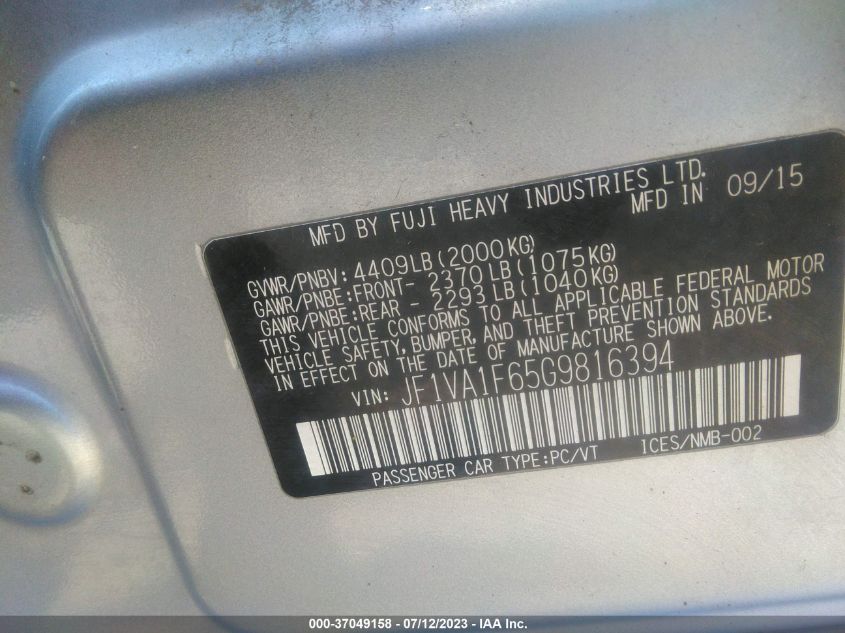 MFD BY FUJI HEAVY INDUSTRIES LTD.
MFD IN 09/15
GVWR/PNBV: 4409LB(2000KG)
GAWR/PNBE:FRONT- 2370LB(1075KG)
GAWR/PNBE:REAR - 2293LB(1040KG)
THIS VEHICLE CONFORMS TO ALL APPLICABLE FEDERAL MOTOR
VEHICLE SAFETY, BUMPER, AND THEFT PREVENTION STANDARDS
IN EFFECT ON THE DATE OF MANUFACTURE SHOWN ABOVE.
VIN: JF1VA1F65G9816394
PASSENGER CAR TYPE:PC/VT ICES/NMB-002
000-37049158 - 07/12/2023 - IAA Inc.